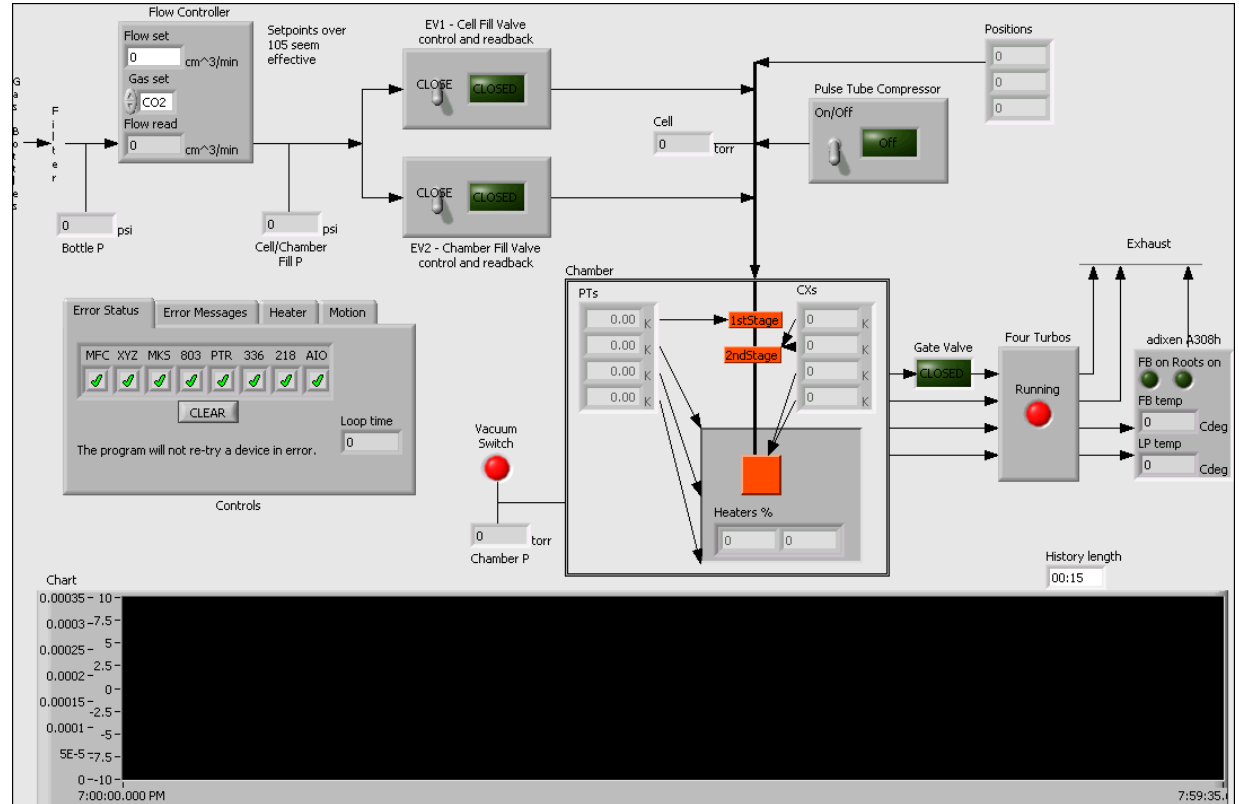 Flow Controller
Flow set
0 cm^3/min
Gas set
CO2
Flow read
0 cm^3/min
Setpoints over
105 seem
effective
EV1 - Cell Fill Valve
control and readback
CLOSE CLOSED
Gas Bottles
Filter
0 psi
Bottle P
0 psi
Cell/Chamber
Fill P
CLOSE CLOSED
EV2 - Chamber Fill Valve
control and readback
Cell
0 torr
Pulse Tube Compressor
On/Off
Off
Positions
0
0
0
Error Status Error Messages Heater Motion
MFC XYZ MKS 803 PTR 336 218 AIO
CLEAR
Loop time
0
The program will not re-try a device in error.
Controls
Vacuum
Switch
0 torr
Chamber P
Chamber
PTs
0.00 K
0.00 K
0.00 K
0.00 K
1stStage
2ndStage
CXs
0 K
0 K
0 K
0 K
Heaters %
0 0
Gate Valve
CLOSED
Four Turbos
Running
Exhaust
adixen A308h
FB on Roots on
FB temp
0 Cdeg
LP temp
0 Cdeg
History length
00:15
Chart
0.00035 10
0.0003 7.5
0.00025 5
2.5
0.0002 0
0.00015 -2.5
0.0001 -5
5E-5 -7.5
0 -10
7:00:00.000 PM 7:59:35.